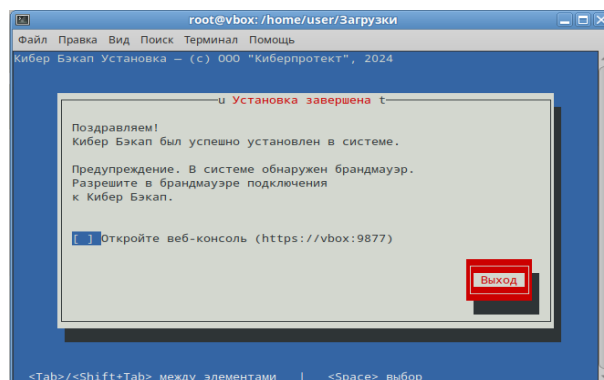 root@vbox: /home/user/Загрузки
Файл Правка Вид Поиск Терминал Помощь
Кибер Бэкап Установка — (c) ООО "Киберпротект", 2024
u Установка завершена t
Поздравляем!
Кибер Бэкап был успешно установлен в системе.
Предупреждение. В системе обнаружен брандмауэр.
Разрешите в брандмауэре подключения
к Кибер Бэкап.
[ ] Откройте веб-консоль (https://vbox:9877)
Выход
<Tab>/<Shift+Tab> между элементами | <Space> выбор